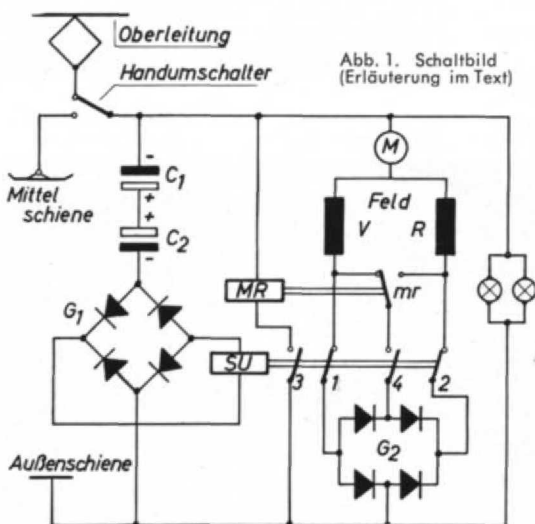 Oberleitung
Abb. 1. Schaltbild
(Erläuterung im Text)
Handumschalter
Mittel
schiene
-
C1
+
+
C2
-
M
Feld
V
R
G1
MR
mr
SU
3
1
4
2
G2
Außenschiene